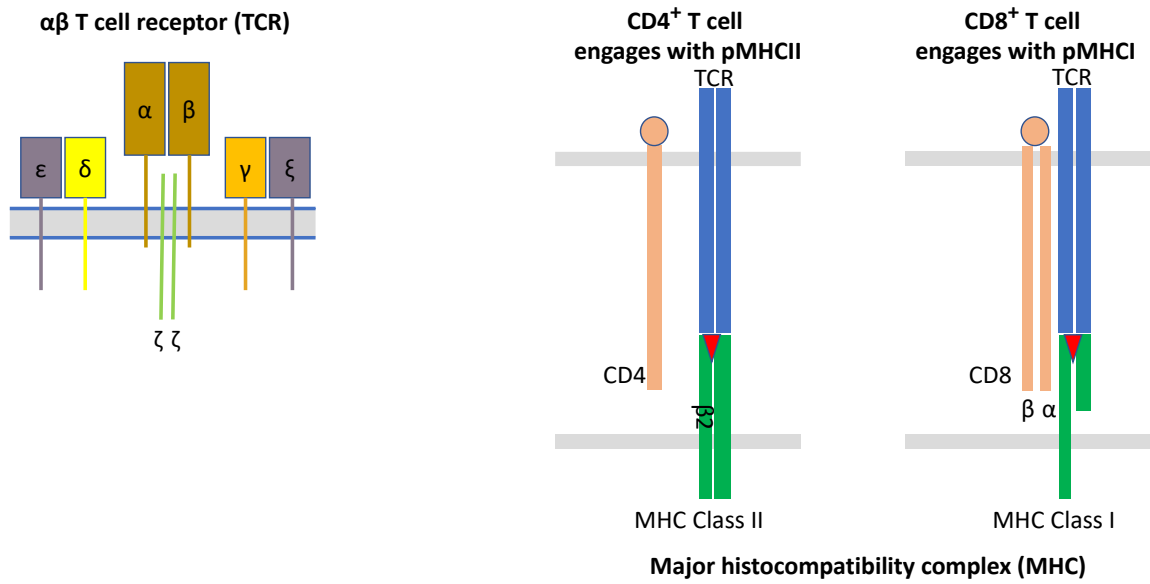 αβ T cell receptor (TCR)
α β
ε δ γ ξ
ζ ζ
CD4⁺ T cell
engages with pMHCII
TCR
CD4
β2
MHC Class II
CD8⁺ T cell
engages with pMHCI
TCR
CD8
β α
MHC Class I
Major histocompatibility complex (MHC)